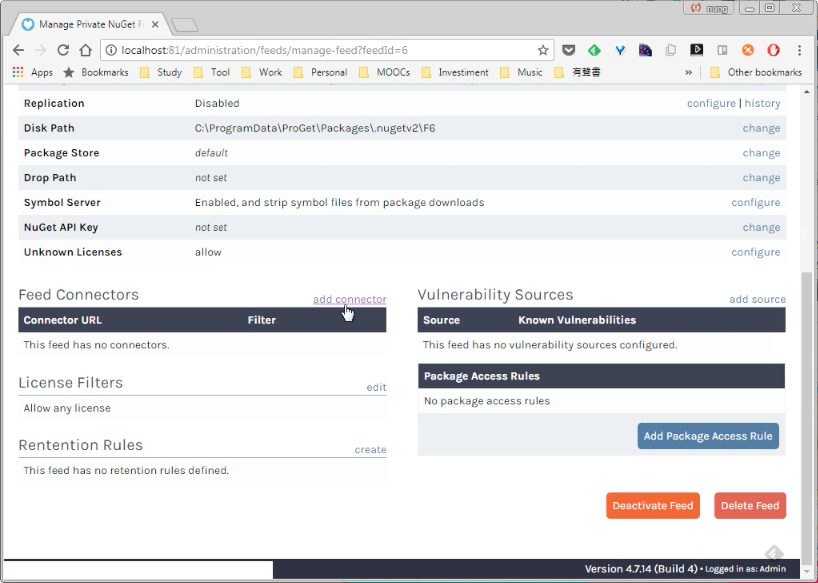 nunp
Manage Private NuGet F
localhost:81/administration/feeds/manage-feed?feedId=6
Apps Bookmarks Study Tool Work Personal MOOCs Investiment Music 有聲書 » Other bookmarks
Replication Disabled configure | history
Disk Path C:\ProgramData\ProGet\Packages\.nugetv2\F6 change
Package Store default change
Drop Path not set change
Symbol Server Enabled, and strip symbol files from package downloads configure
NuGet API Key not set change
Unknown Licenses allow configure
Feed Connectors add connector
Connector URL Filter
This feed has no connectors.
License Filters edit
Allow any license
Rentention Rules create
This feed has no retention rules defined.
Vulnerability Sources add source
Source Known Vulnerabilities
This feed has no vulnerability sources configured.
Package Access Rules
No package access rules
Add Package Access Rule
Deactivate Feed Delete Feed
Version 4.7.14 (Build 4) • Logged in as: Admin